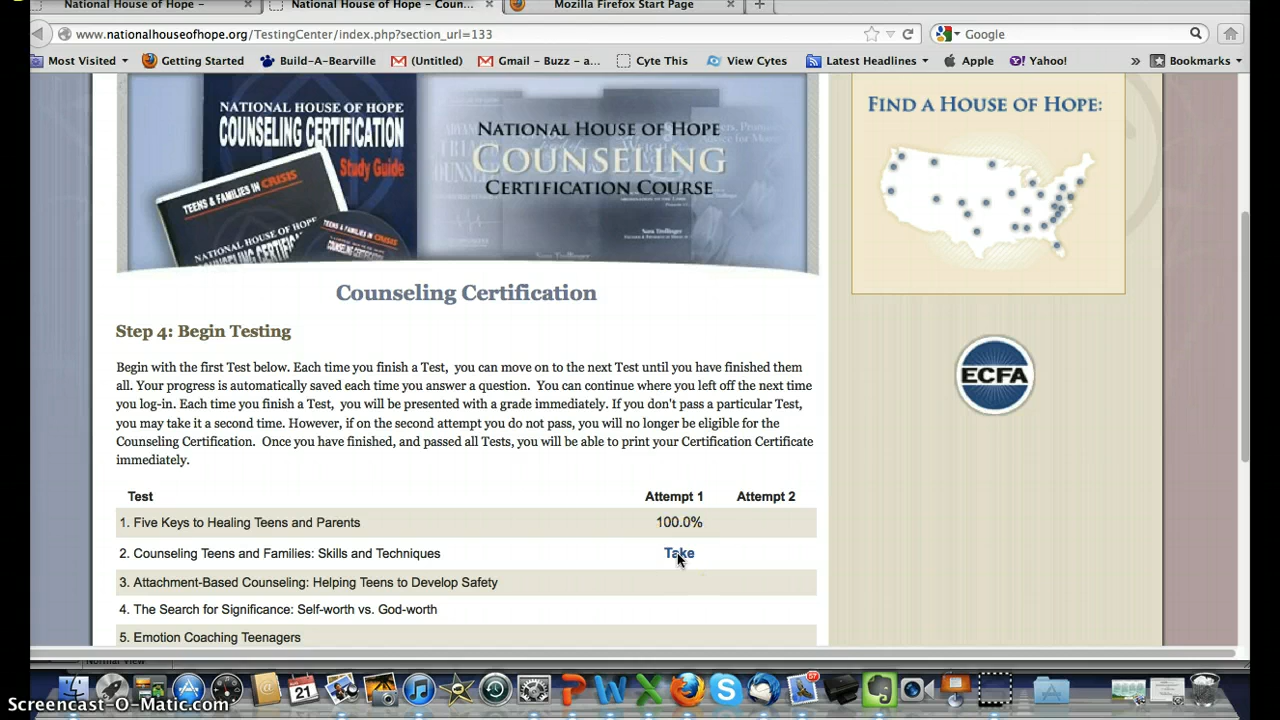 National House of Hope -
National House of Hope - Coun...
Mozilla Firefox Start Page
www.nationalhouseofhope.org/TestingCenter/index.php?section_url=133
Google
Most Visited
Getting Started
Build-A-Bearville
(Untitled)
Gmail - Buzz - a...
Cyte This
View Cytes
Latest Headlines
Apple
Yahoo!
Bookmarks
NATIONAL HOUSE OF HOPE
COUNSELING CERTIFICATION
Study Guide
TEENS & FAMILIES IN CRISIS
NATIONAL HOUSE OF HOPE
TEENS & FAMILIES IN CRISIS
NATIONAL HOUSE OF HOPE
COUNSELING
CERTIFICATION COURSE
FIND A HOUSE OF HOPE:
ECFA
Counseling Certification
Step 4: Begin Testing
Begin with the first Test below. Each time you finish a Test, you can move on to the next Test until you have finished them
all. Your progress is automatically saved each time you answer a question. You can continue where you left off the next time
you log-in. Each time you finish a Test, you will be presented with a grade immediately. If you don't pass a particular Test,
you may take it a second time. However, if on the second attempt you do not pass, you will no longer be eligible for the
Counseling Certification. Once you have finished, and passed all Tests, you will be able to print your Certification Certificate
immediately.
Test Attempt 1 Attempt 2
1. Five Keys to Healing Teens and Parents 100.0%
2. Counseling Teens and Families: Skills and Techniques Take
3. Attachment-Based Counseling: Helping Teens to Develop Safety
4. The Search for Significance: Self-worth vs. God-worth
5. Emotion Coaching Teenagers
Normal View
21
Screencast-O-Matic.com